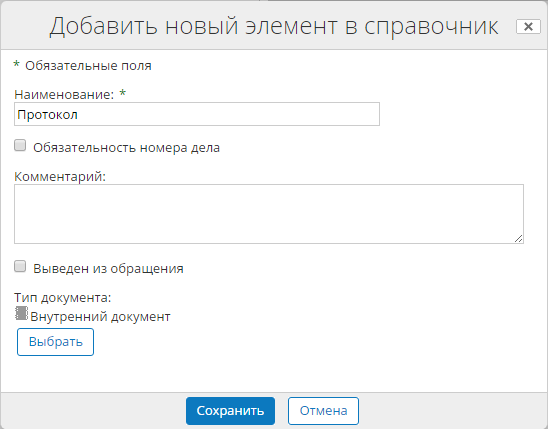 Добавить новый элемент в справочник
* Обязательные поля
Наименование: *
Протокол
Обязательность номера дела
Комментарий:
Выведен из обращения
Тип документа:
Внутренний документ
Выбрать
Сохранить Отмена